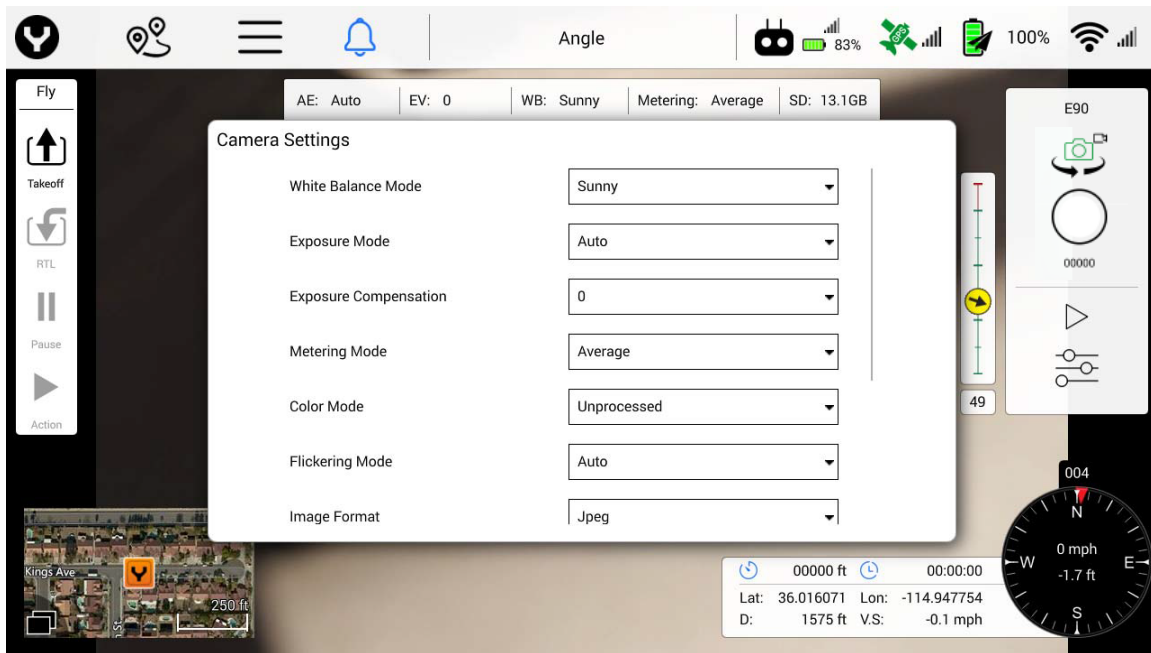 Angle
83%
GPS
100%
Fly
Takeoff
RTL
Pause
Action
AE: Auto
EV: 0
WB: Sunny
Metering: Average
SD: 13.1GB
Camera Settings
White Balance Mode Sunny
Exposure Mode Auto
Exposure Compensation 0
Metering Mode Average
Color Mode Unprocessed
Flickering Mode Auto
Image Format Jpeg
E90
00000
49
Kings Ave
St
250 ft
00000 ft 00:00:00
Lat: 36.016071 Lon: -114.947754
D: 1575 ft V.S: -0.1 mph
004
N
0 mph
W E
-1.7 ft
S